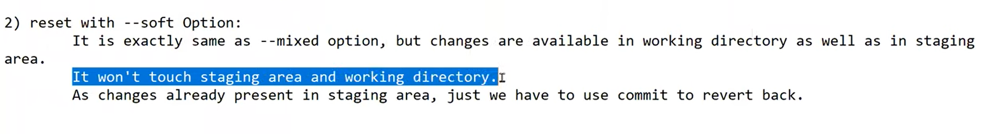 2) reset with --soft Option:
It is exactly same as --mixed option, but changes are available in working directory as well as in staging
area.
It won't touch staging area and working directory.
As changes already present in staging area, just we have to use commit to revert back.